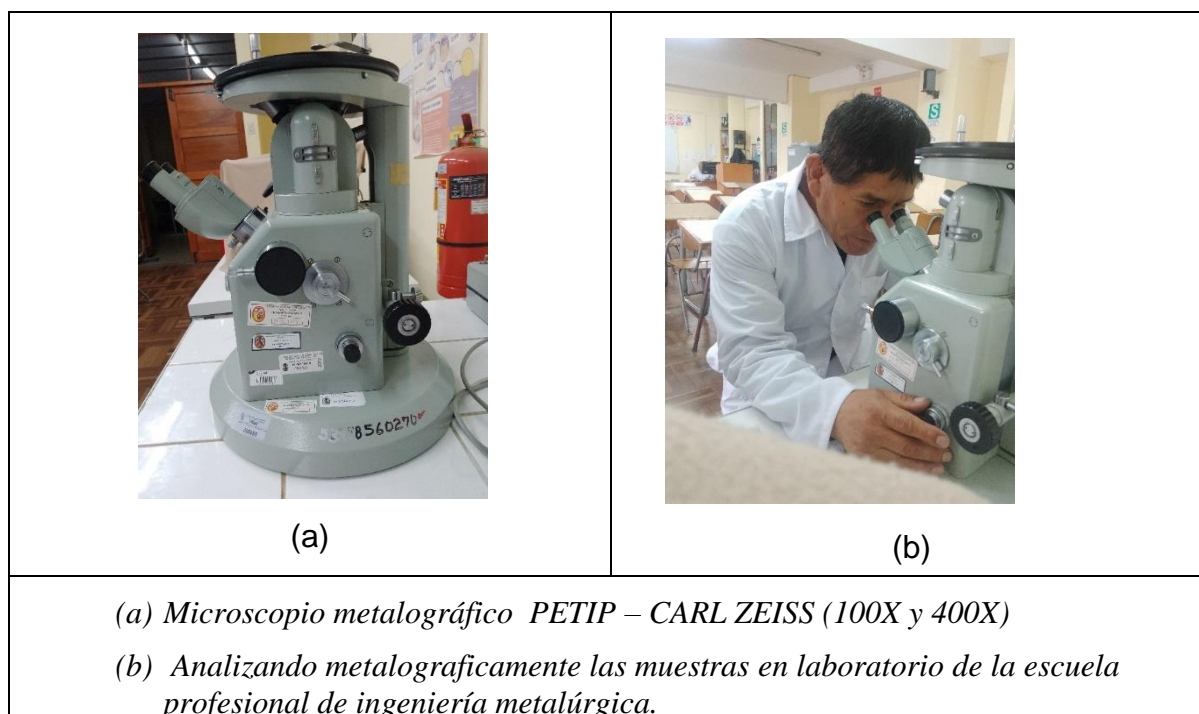 8560270
S
(a)
(b)
(a) Microscopio metalográfico PETIP – CARL ZEISS (100X y 400X)
(b) Analizando metalograficamente las muestras en laboratorio de la escuela
profesional de ingeniería metalúrgica.